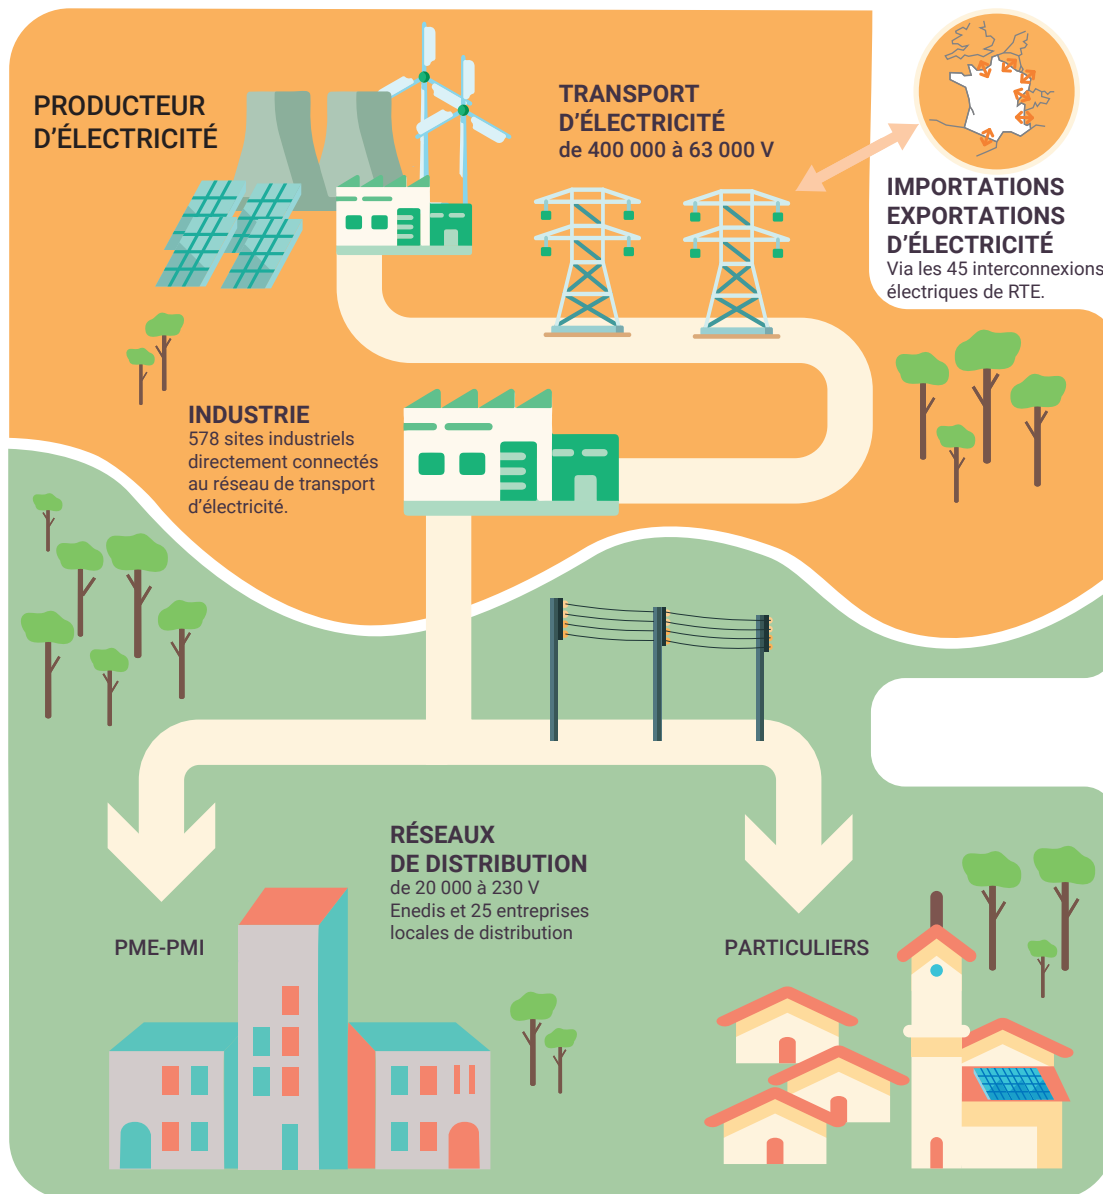 PRODUCTEUR
D'ÉLECTRICITÉ
TRANSPORT
D'ÉLECTRICITÉ
de 400 000 à 63 000 V
IMPORTATIONS
EXPORTATIONS
D'ÉLECTRICITÉ
Via les 45 interconnexions
électriques de RTE.
INDUSTRIE
578 sites industriels
directement connectés
au réseau de transport
d'électricité.
RÉSEAUX
DE DISTRIBUTION
de 20 000 à 230 V
Enedis et 25 entreprises
locales de distribution
PME-PMI
PARTICULIERS